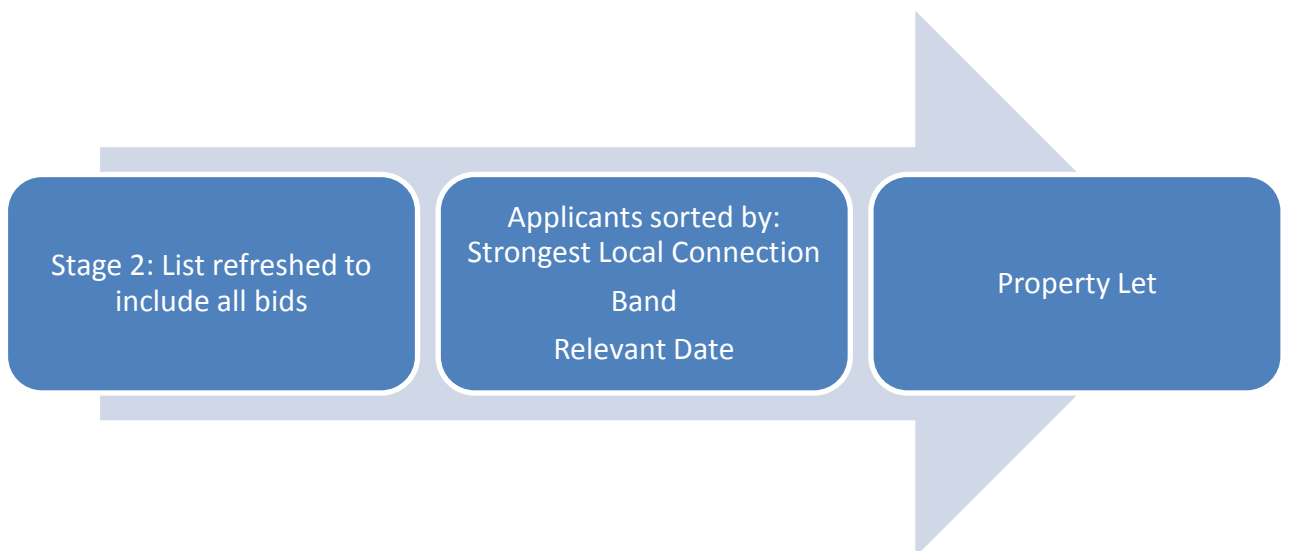 Stage 2: List refreshed to
include all bids
Applicants sorted by:
Strongest Local Connection
Band
Relevant Date
Property Let